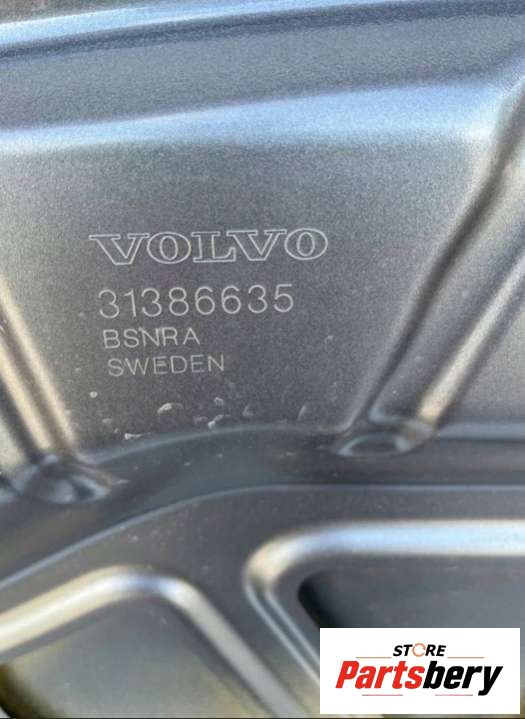 VOLVO
31386635
BSNRA
SWEDEN
STORE
Partsbery